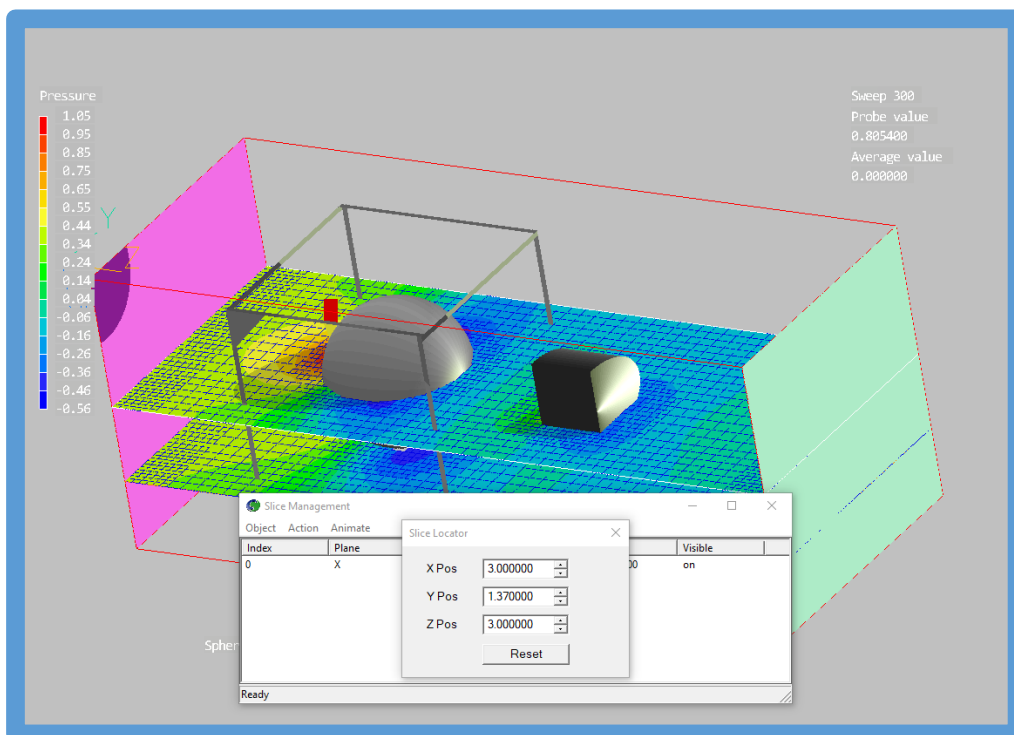 Pressure
1.05
0.95
0.85
0.75
0.65
0.55
0.44
0.34
0.24
0.14
0.04
-0.06
-0.16
-0.26
-0.36
-0.46
-0.56
Y
Z
Sweep 300
Probe value
0.805400
Average value
0.000000
Slice Management
Object Action Animate
Index Plane Visible
0 X 00 on
Slice Locator
X Pos 3.000000
Y Pos 1.370000
Z Pos 3.000000
Reset
Spher
Ready